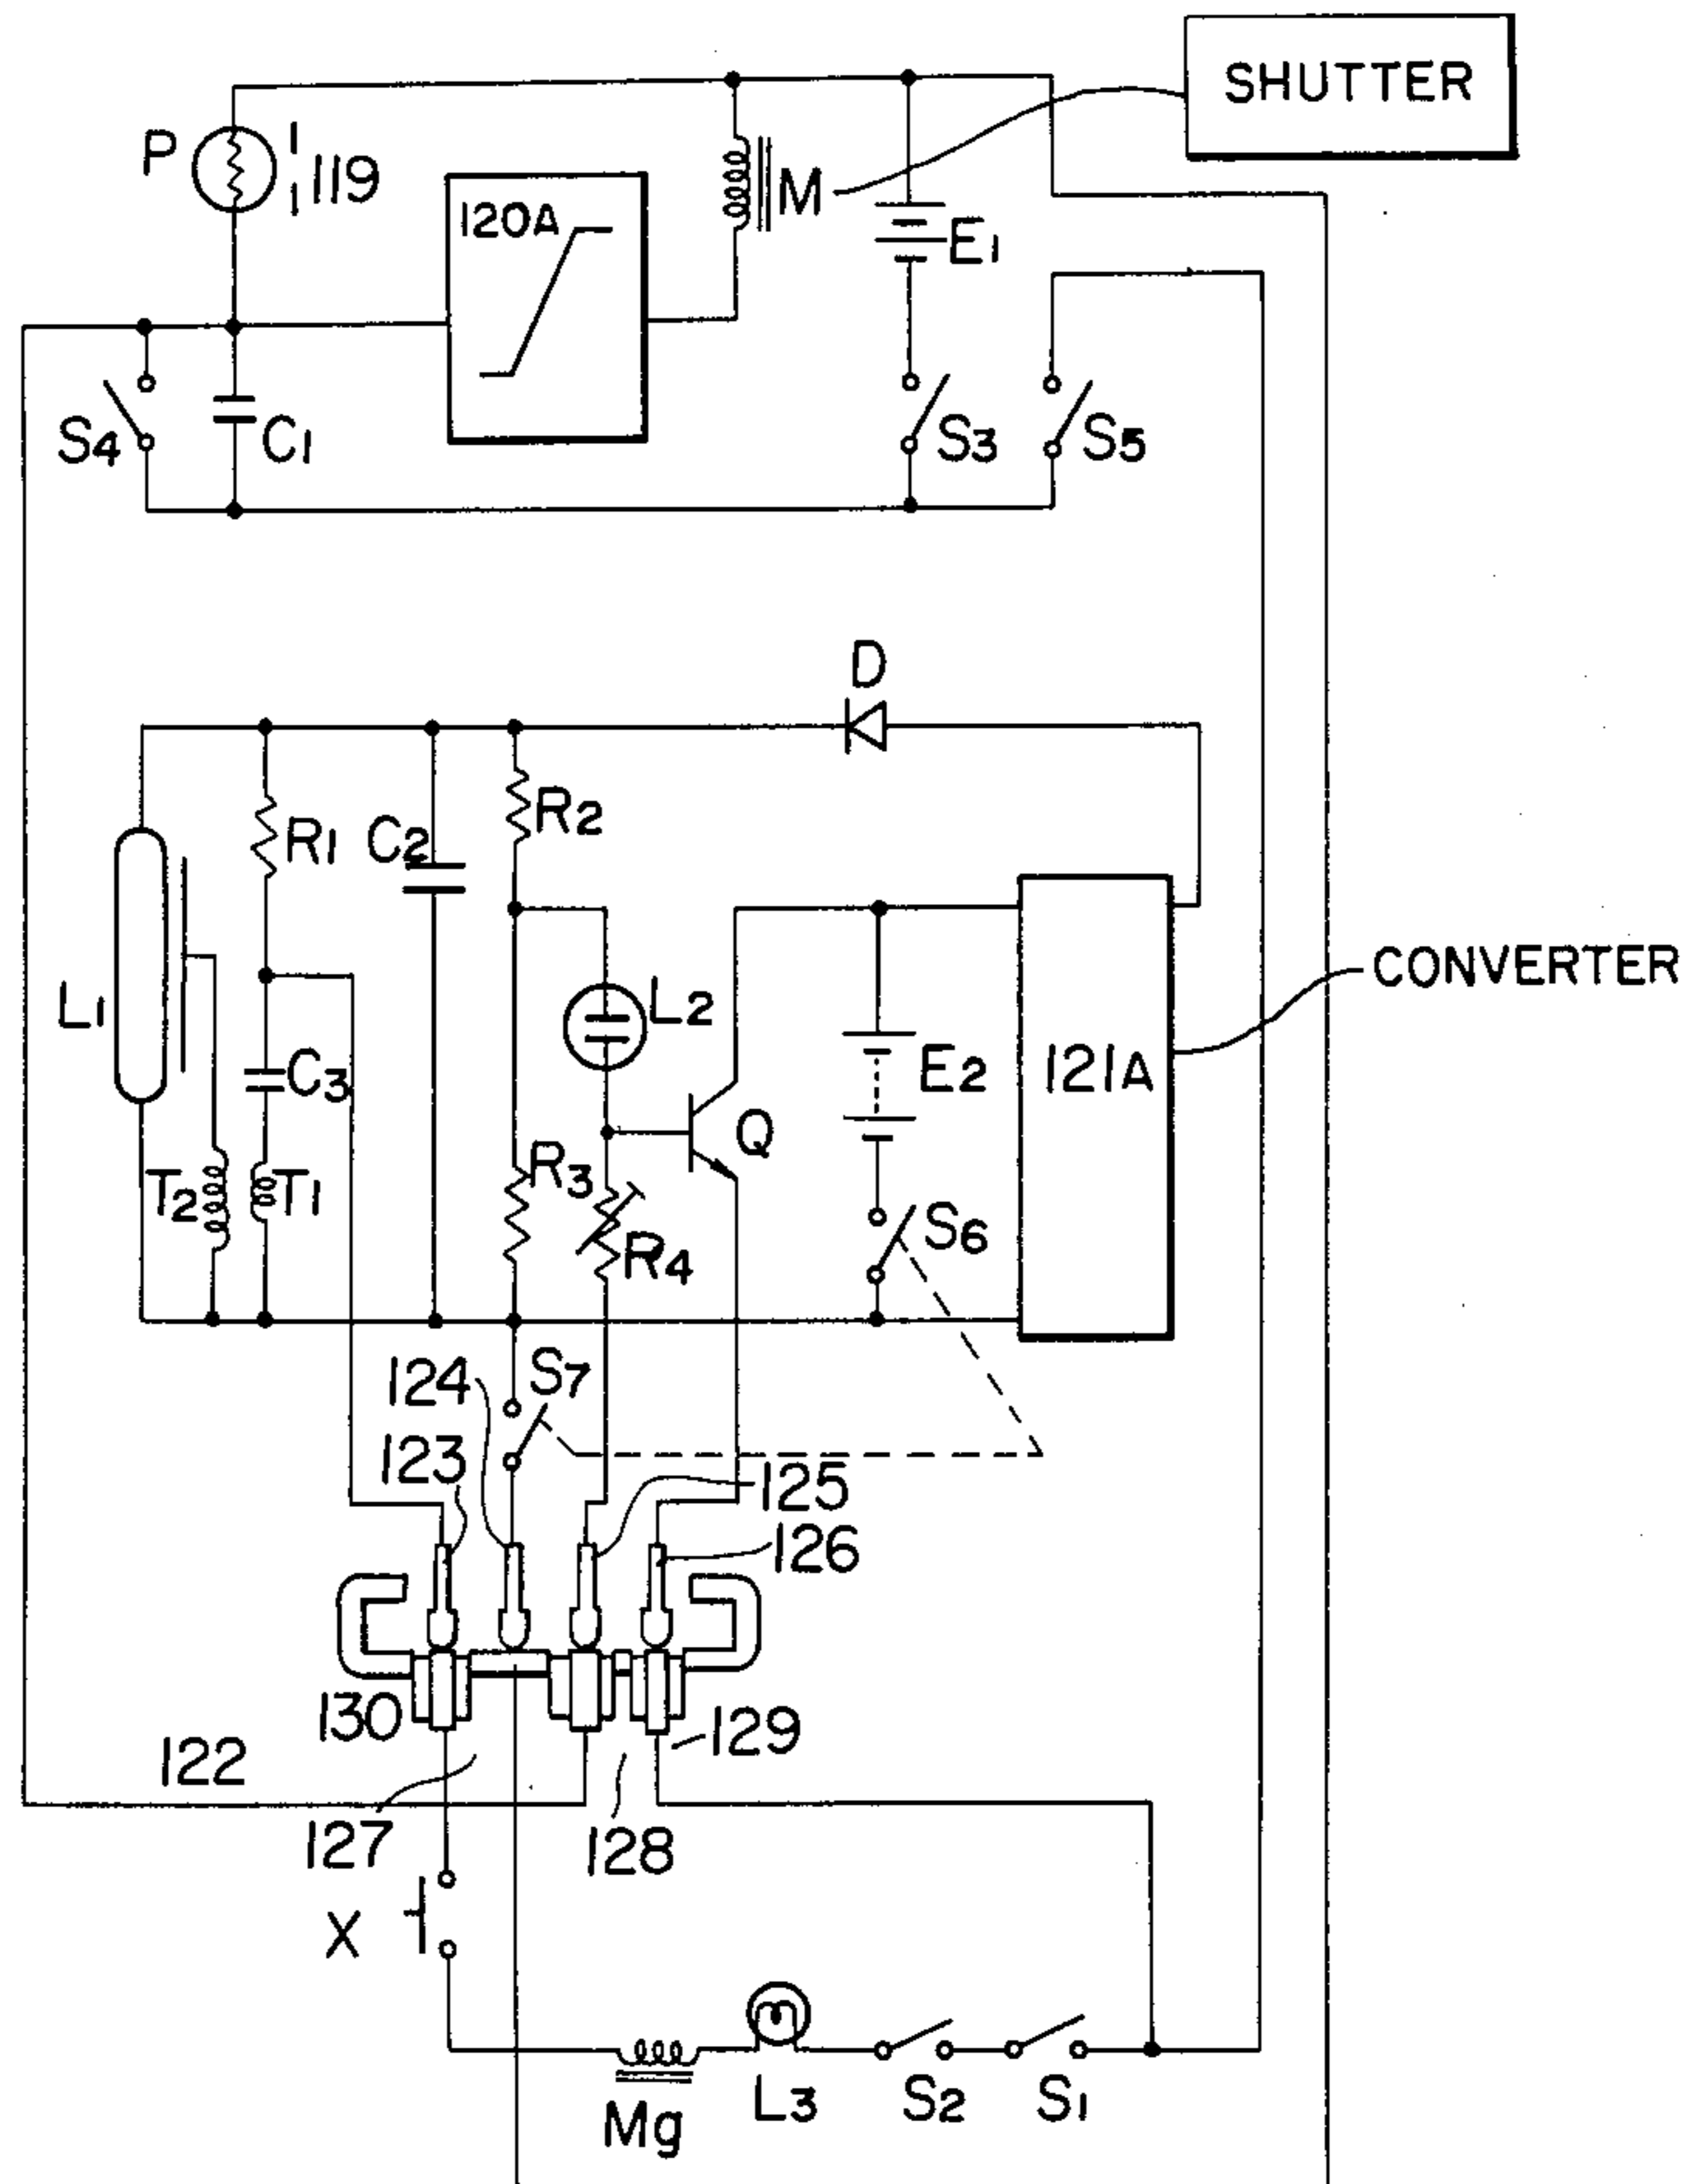 SHUTTER
P
119
120A
M
E1
S4
C1
S3
S5
D
R1
C2
R2
L1
L2
CONVERTER
C3
E2
121A
Q
T2
T1
R3
R4
S6
124
S7
123
125
126
130
122
129
127
128
X
Mg
L3
S2
S1